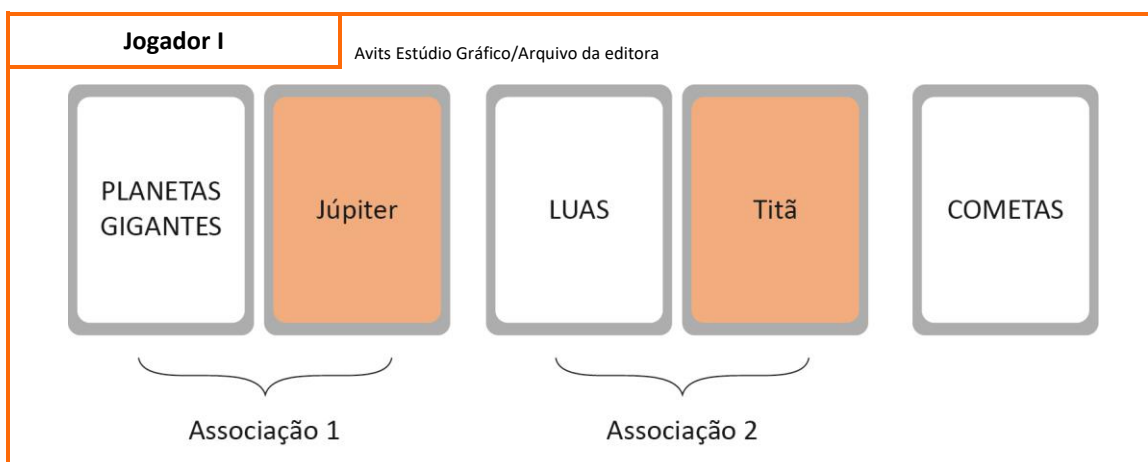 Jogador I
Avits Estúdio Gráfico/Arquivo da editora
PLANETAS
GIGANTES
Júpiter
LUAS
Titã
COMETAS
Associação 1
Associação 2